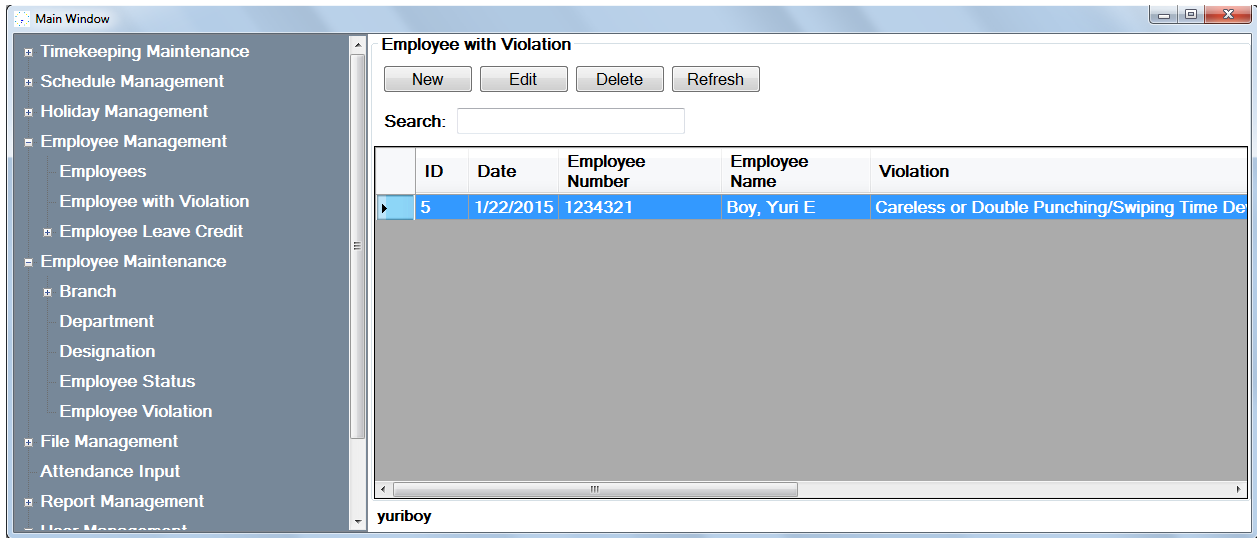 Main Window
Timekeeping Maintenance
Schedule Management
Holiday Management
Employee Management
Employees
Employee with Violation
Employee Leave Credit
Employee Maintenance
Branch
Department
Designation
Employee Status
Employee Violation
File Management
Attendance Input
Report Management
User Management
Employee with Violation
New Edit Delete Refresh
Search:
ID Date Employee Number Employee Name Violation
5 1/22/2015 1234321 Boy, Yuri E Careless or Double Punching/Swiping Time De
yuriboy